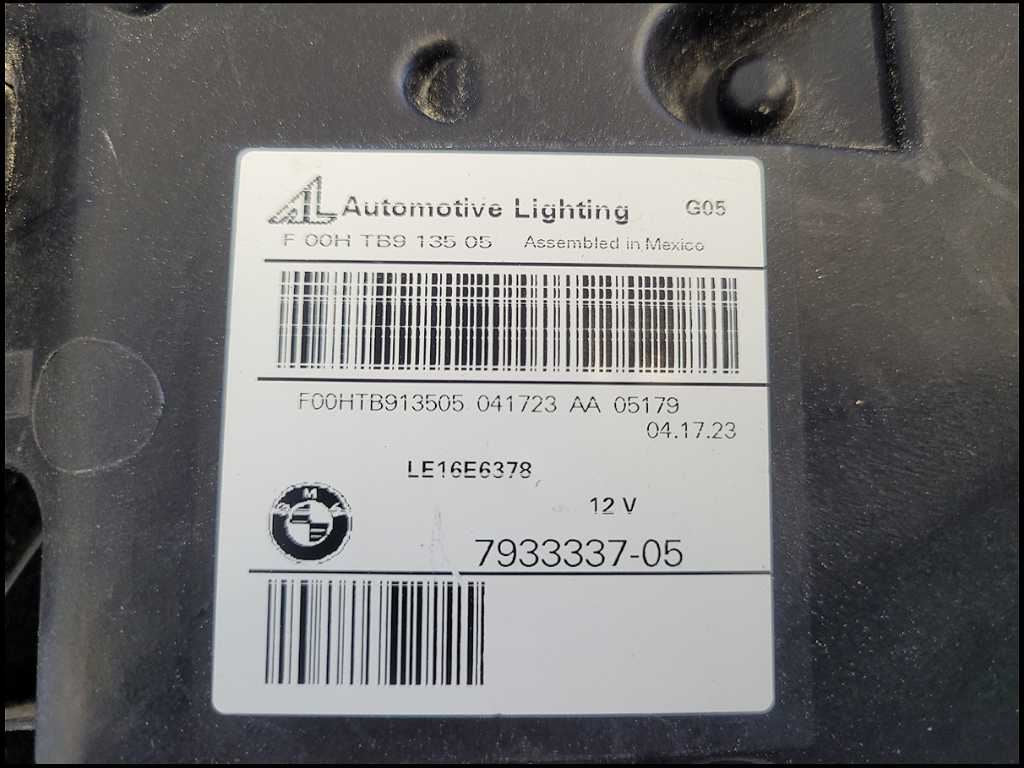 AL Automotive Lighting G05
F 00H TB9 135 05 Assembled in Mexico
F00HTB913505 041723 AA 05179
04.17.23
LE16E6378
BMW
12 V
7933337-05